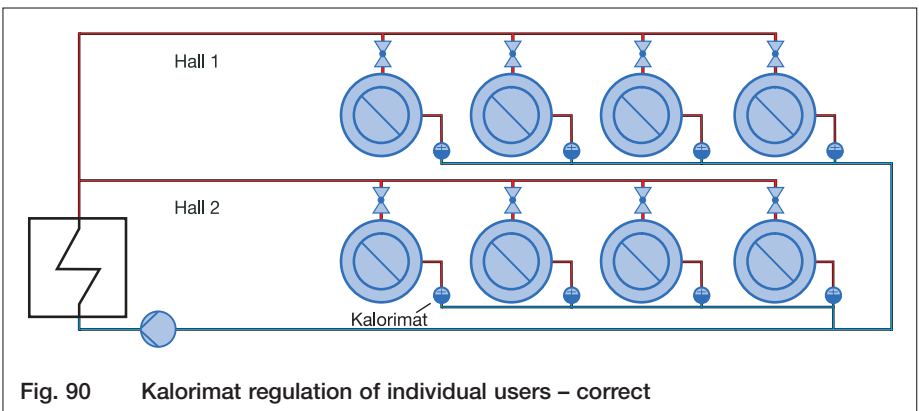 Hall 1
Hall 2
Kalorimat
Fig. 90 Kalorimat regulation of individual users – correct